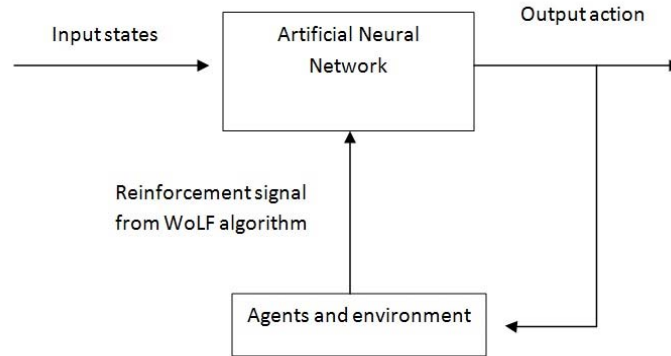 Input states
Artificial Neural
Network
Output action
Reinforcement signal
from WoLF algorithm
Agents and environment